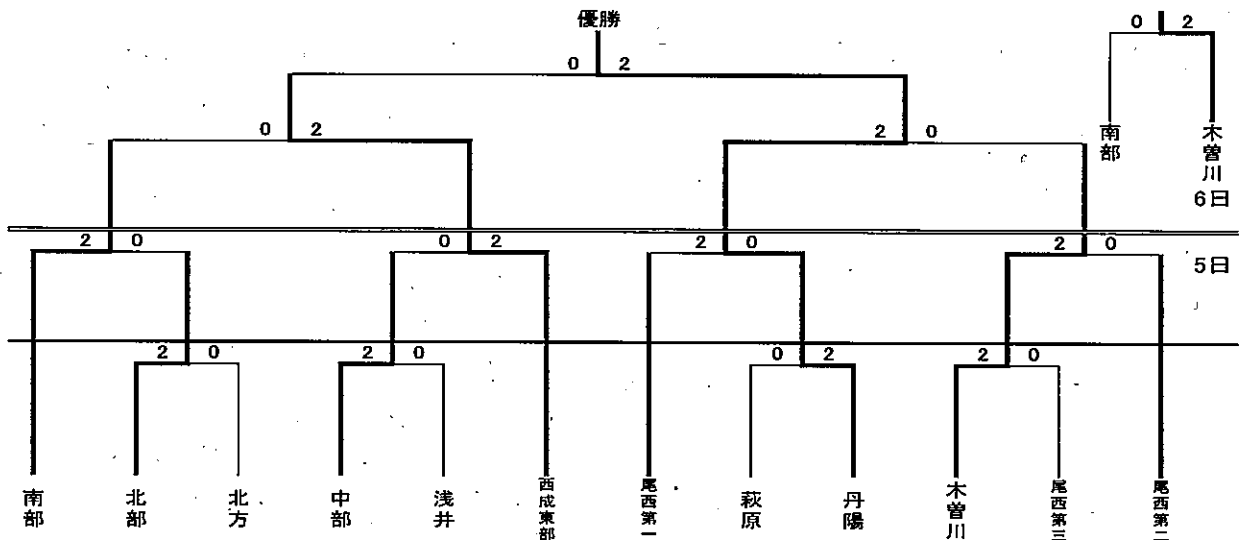 優勝
0 2
0 2
南部
木曽川
0 2
2 0
6日
2 0
0 2
2 0
2 0
5日
2 0
2 0
0 2
2 0
南部
北部
北方
中部
浅井
西成東部
尾西第一
萩原
丹陽
木曽川
尾西第三
尾西第二